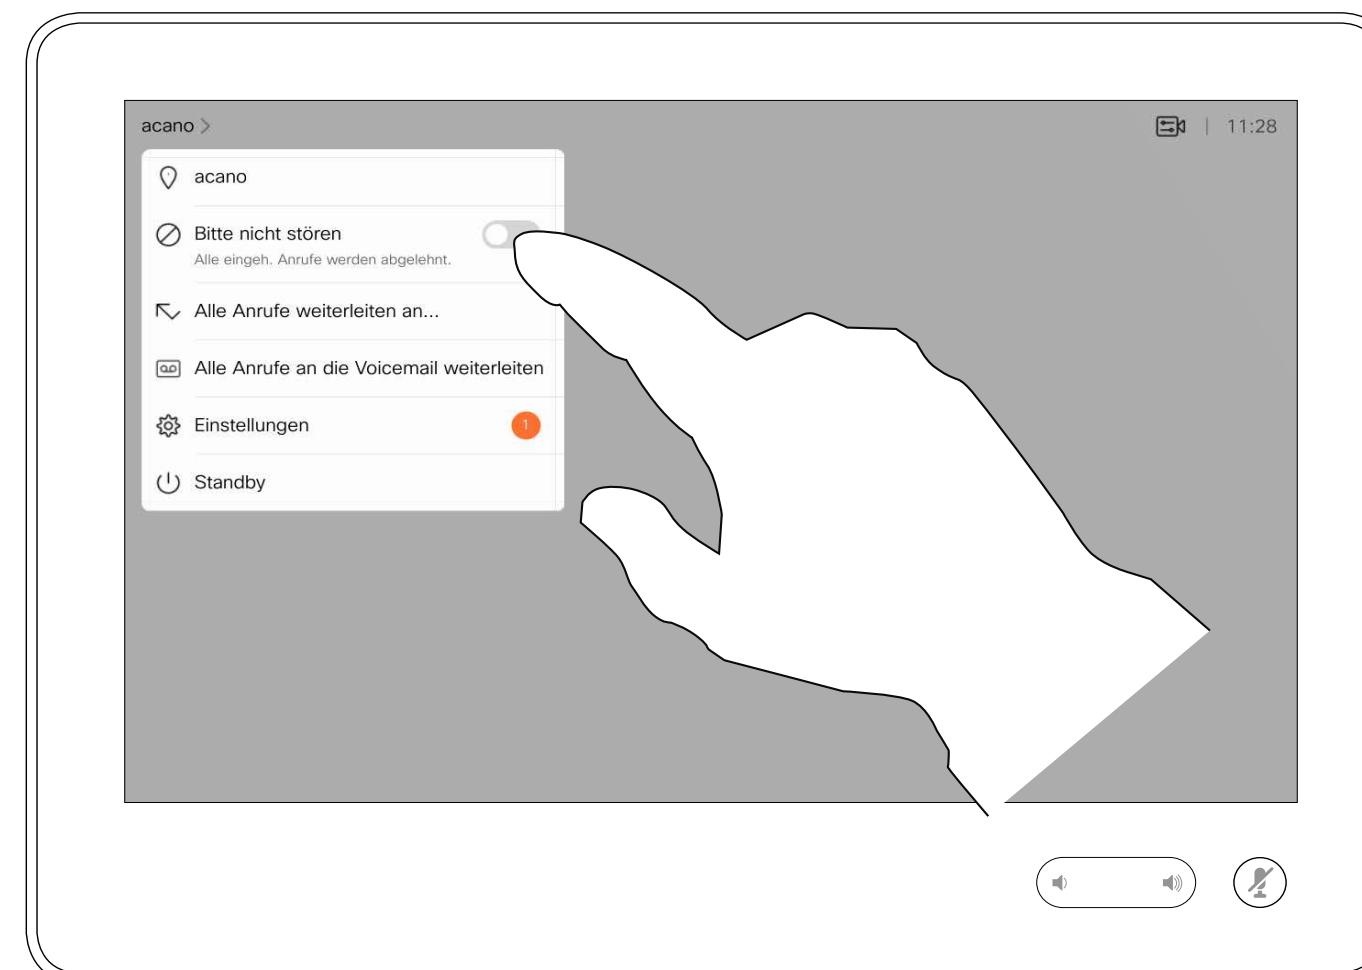 acano
11:28
acano
Bitte nicht stören
Alle eingeh. Anrufe werden abgelehnt.
Alle Anrufe weiterleiten an...
Alle Anrufe an die Voicemail weiterleiten
Einstellungen
1
Standby